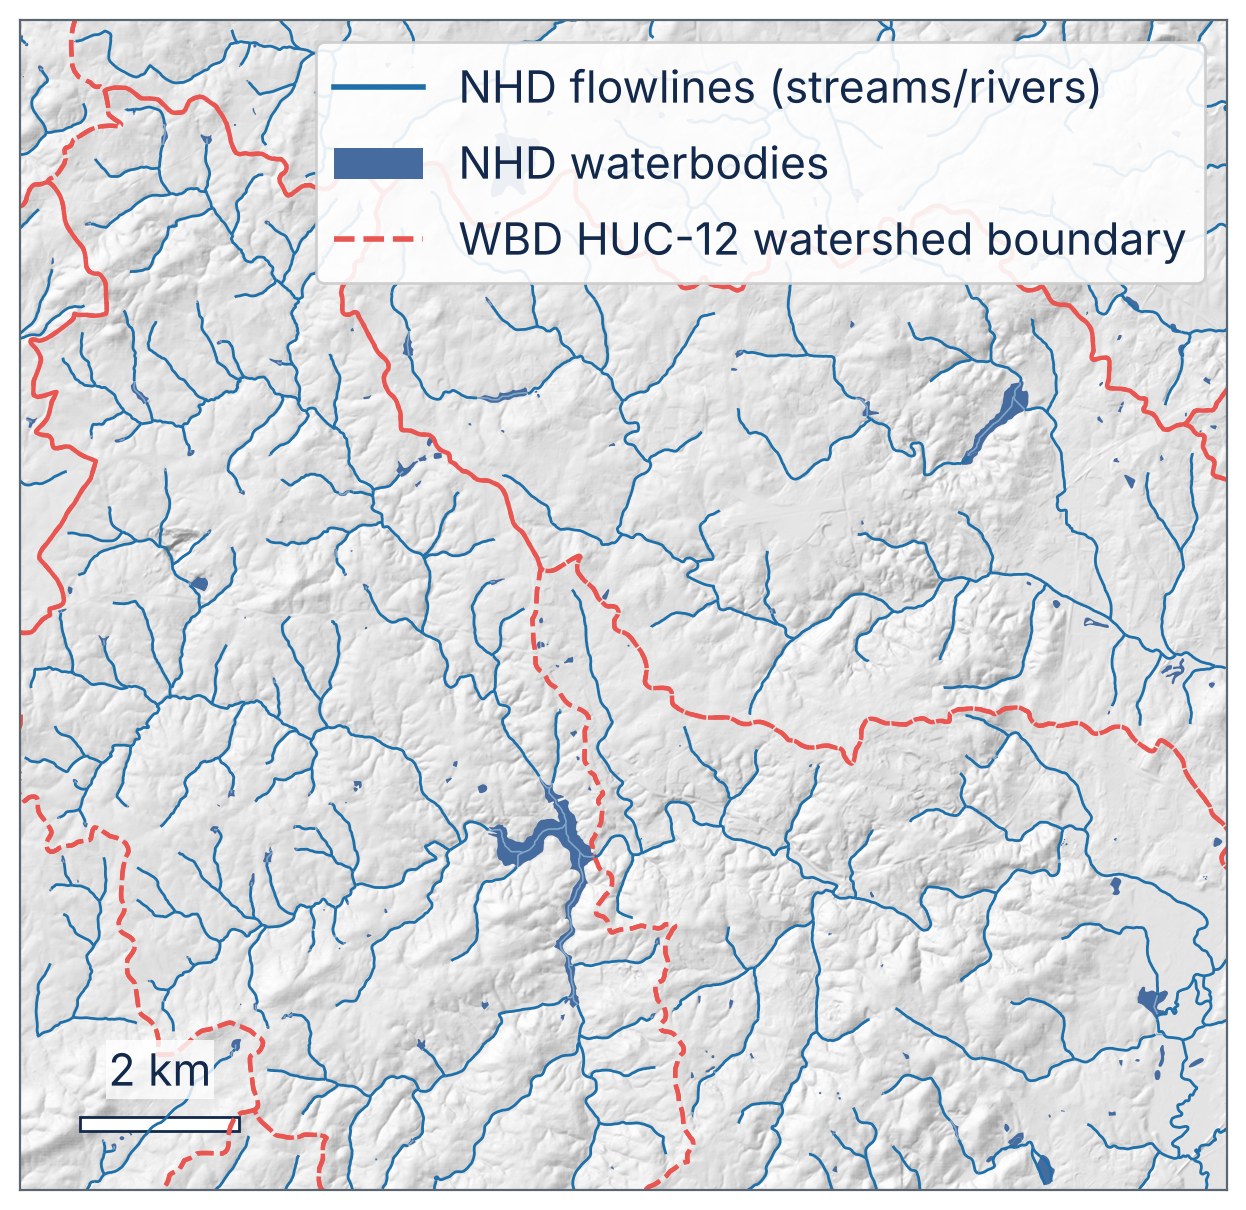 NHD flowlines (streams/rivers)
NHD waterbodies
WBD HUC-12 watershed boundary
2 km